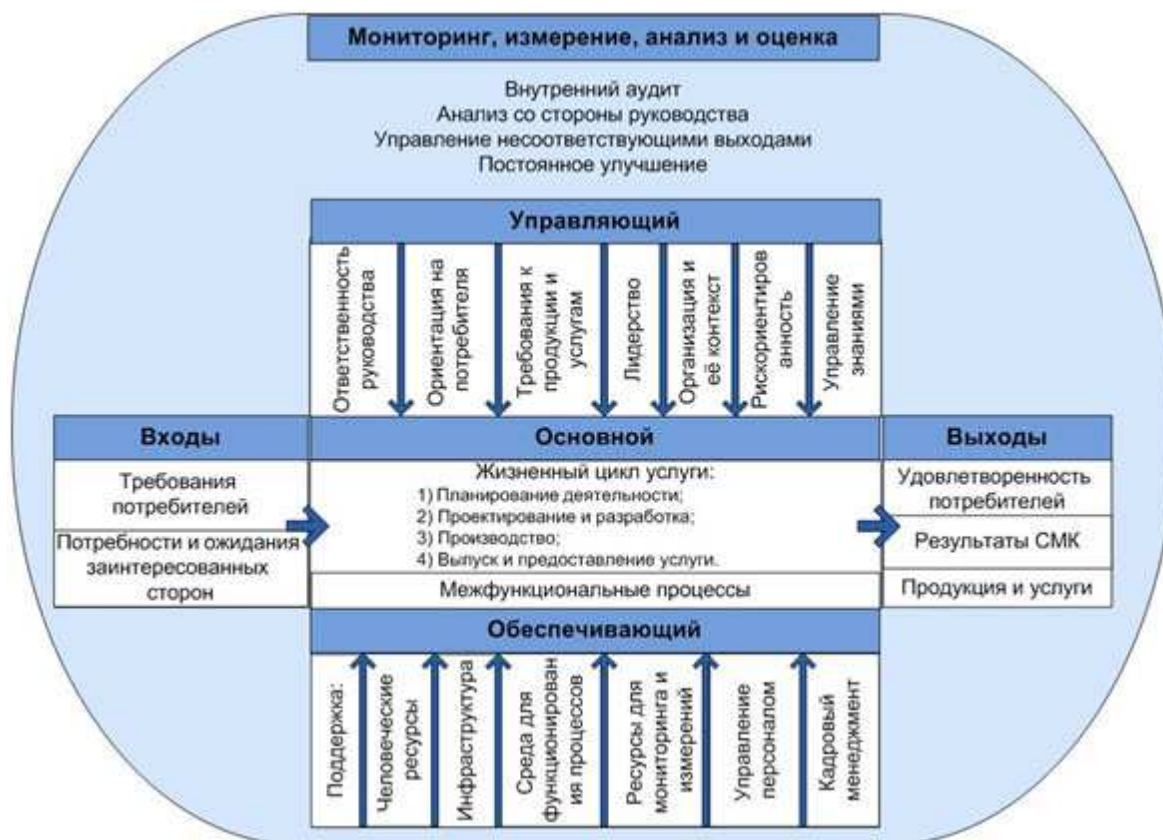 Мониторинг, измерение, анализ и оценка
Внутренний аудит
Анализ со стороны руководства
Управление несоответствующими выходами
Постоянное улучшение
Управляющий
Ответственность
руководства
Ориентация на
потребителя
Требования к
продукции и
услугам
Лидерство
Организация и
её контекст
Рискориентиров
анность
Управление
знаниями
Входы
Требования
потребителей
Потребности и ожидания
заинтересованных
сторон
Основной
Жизненный цикл услуги:
1) Планирование деятельности;
2) Проектирование и разработка;
3) Производство;
4) Выпуск и предоставление услуги.
Межфункциональные процессы
Выходы
Удовлетворенность
потребителей
Результаты СМК
Продукция и услуги
Обеспечивающий
Поддержка:
Человеческие
ресурсы
Инфраструктура
Среда для
функционирован
ия процессов
Ресурсы для
мониторинга и
измерений
Управление
персоналом
Кадровый
менеджмент